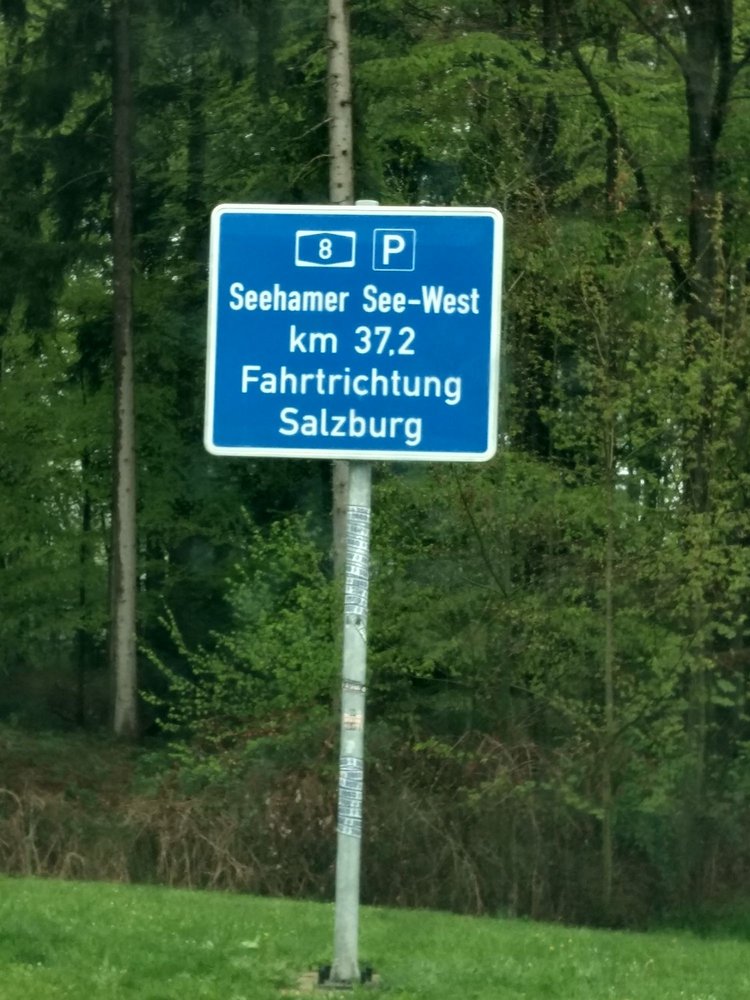 8 P
Seehamer See-West
km 37,2
Fahrtrichtung
Salzburg